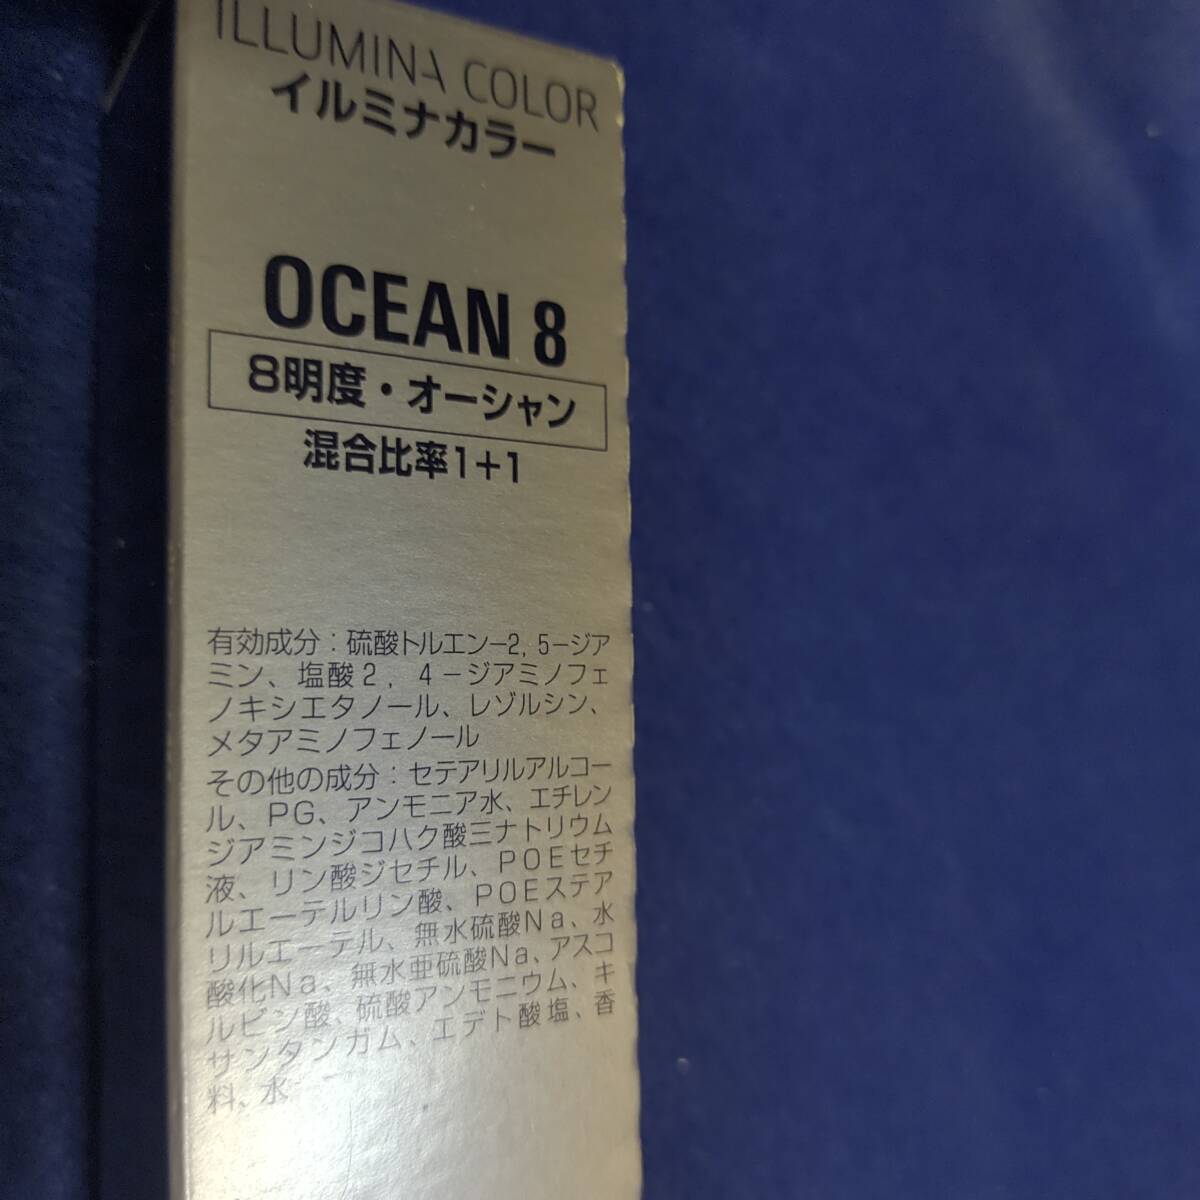 ILLUMINA COLOR
イルミナカラー
OCEAN 8
8明度・オーシャン
混合比率1+1
有効成分：硫酸トルエン-2,5-ジア
ミン、塩酸2,4-ジアミノフェ
ノキシエタノール、レゾルシン、
メタアミノフェノール
その他の成分：セテアリルアルコー
ル、PG、アンモニア水、エチレン
ジアミンジコハク酸三ナトリウム
液、リン酸ジセチル、POEセチ
ルエーテルリン酸、POEステア
リルエーテル、無水硫酸Na、水
酸化Na、無水亜硫酸Na、アスコ
ルビン酸、硫酸アンモニウム、キ
サンタンガム、エデト酸塩、香
料、水